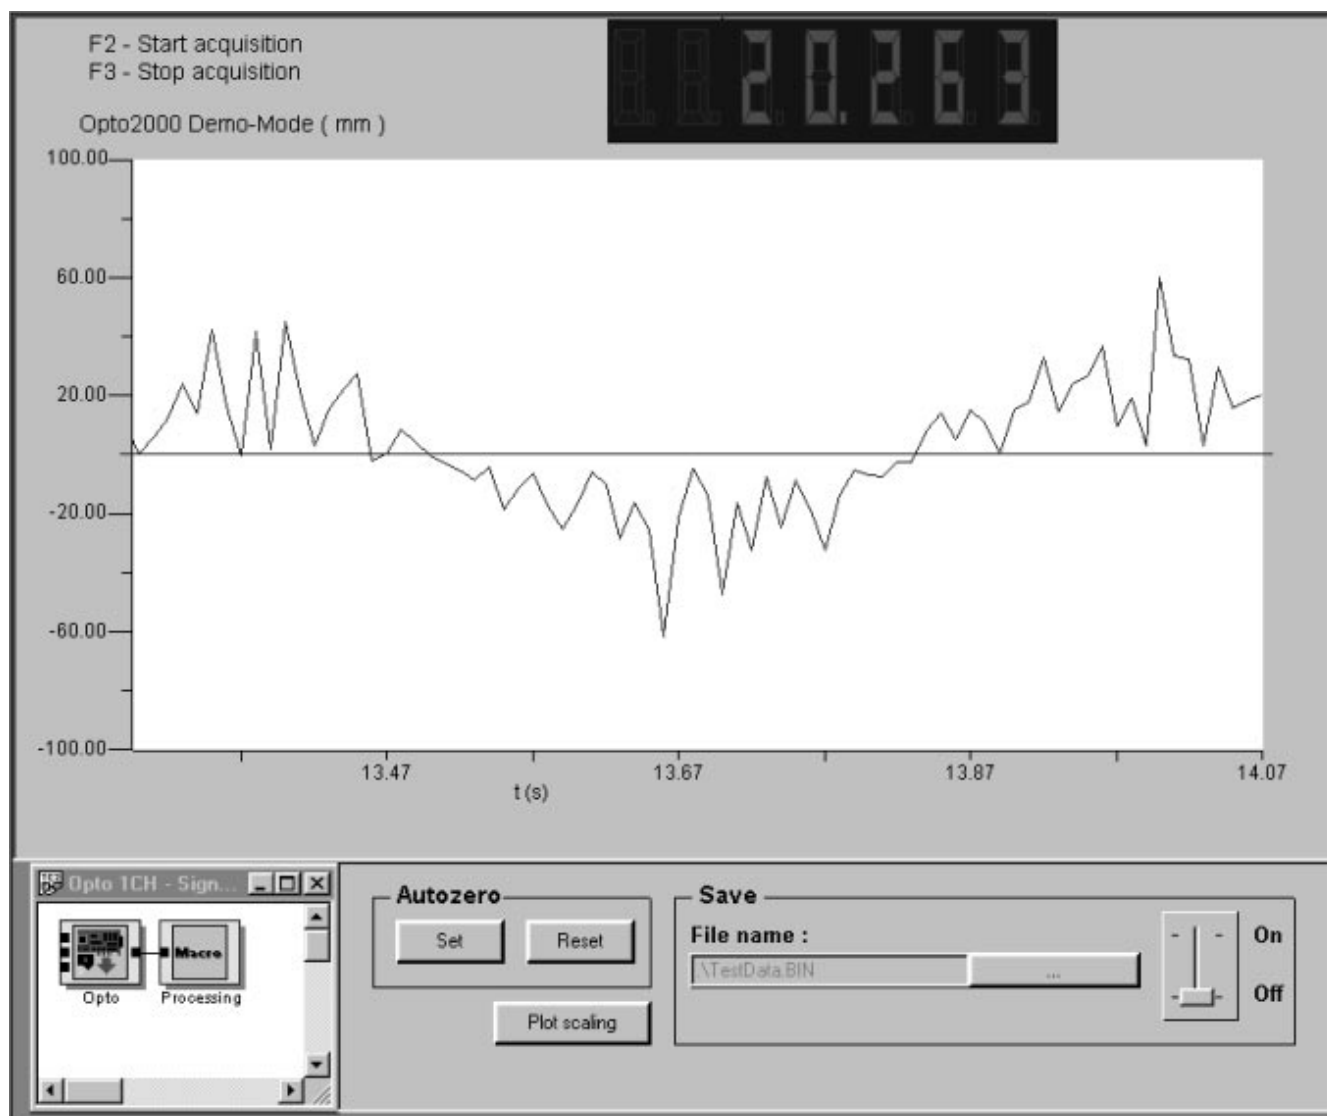 F2 - Start acquisition
F3 - Stop acquisition
20.263
Opto2000 Demo-Mode ( mm )
100.00
60.00
20.00
-20.00
-60.00
-100.00
13.47
13.67
13.87
14.07
t (s)
Opto 1CH - Sign...
Macro
Opto
Processing
Autozero
Set
Reset
Plot scaling
Save
File name :
.\TestData.BIN
...
On
Off